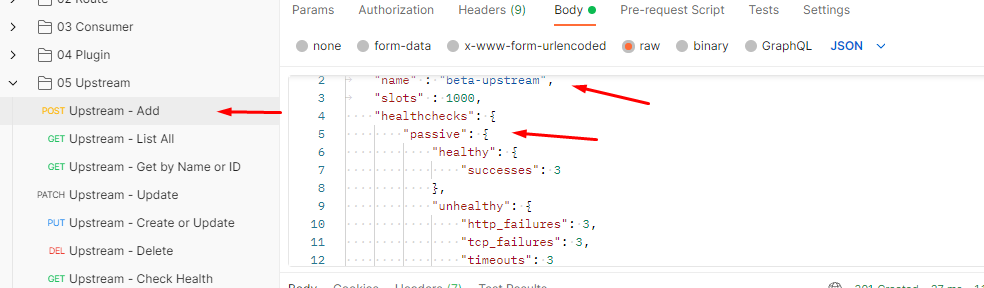 02 Route
03 Consumer
04 Plugin
05 Upstream
POST Upstream - Add
GET Upstream - List All
GET Upstream - Get by Name or ID
PATCH Upstream - Update
PUT Upstream - Create or Update
DEL Upstream - Delete
GET Upstream - Check Health
Params Authorization Headers (9) Body Pre-request Script Tests Settings
none form-data x-www-form-urlencoded raw binary GraphQL JSON
2 "name" : "beta-upstream",
3 "slots" : 1000,
4 "healthchecks": {
5 "passive": {
6 "healthy": {
7 "successes": 3
8 },
9 "unhealthy": {
10 "http_failures": 3,
11 "tcp_failures": 3,
12 "timeouts": 3
Body Cookies Headers (7) Test Results 201 Created 27 ms